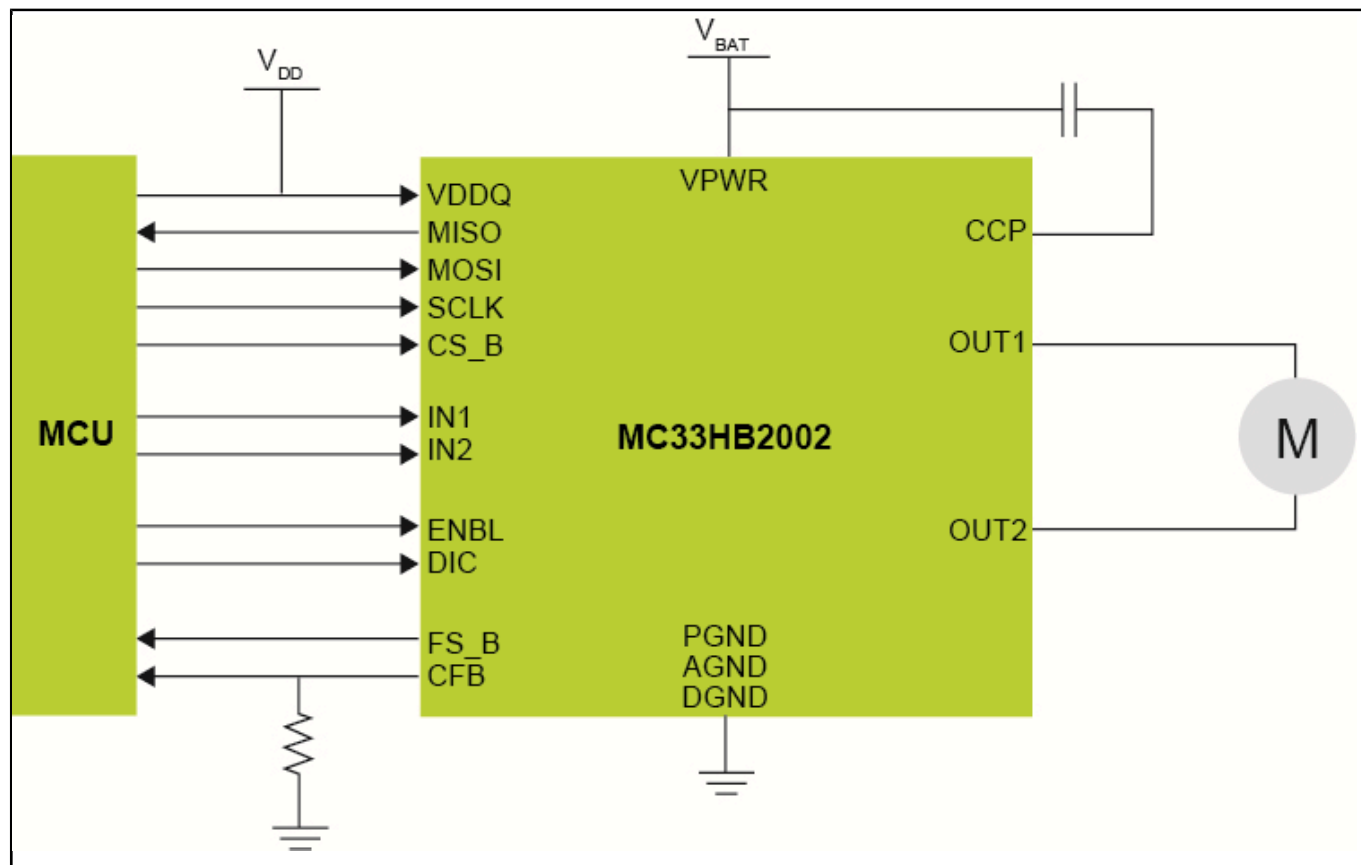 VDD
VBAT
VDDQ
MISO
MOSI
SCLK
CS_B
IN1
IN2
ENBL
DIC
FS_B
CFB
MCU
VPWR
MC33HB2002
CCP
OUT1
OUT2
M
PGND
AGND
DGND